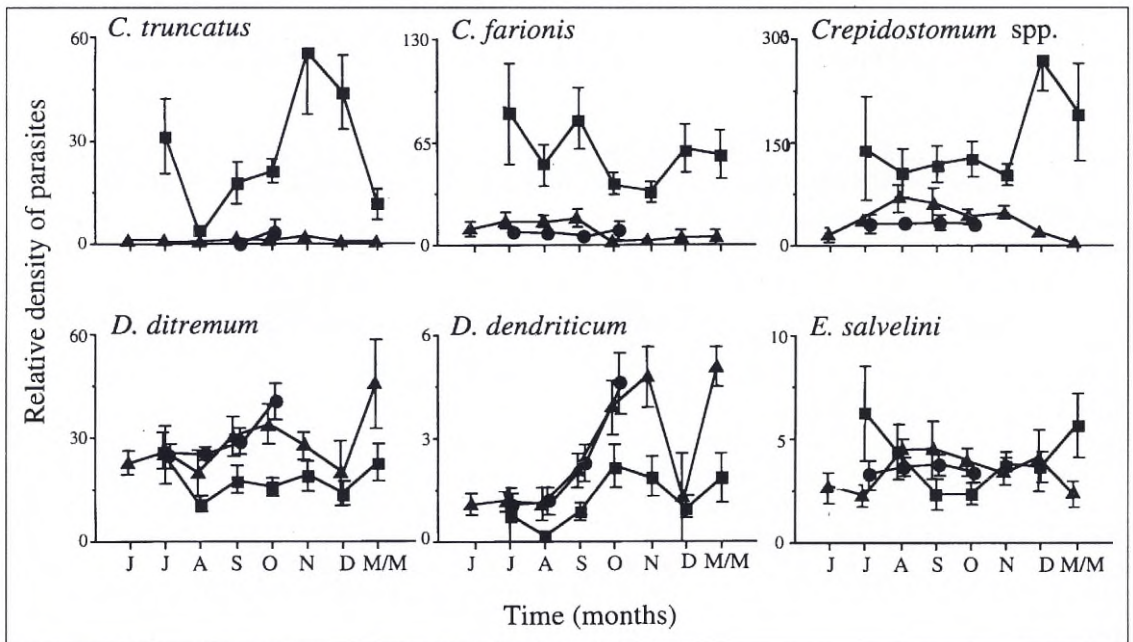 C. truncatus
C. farionis
Crepidostomum spp.
60
30
0
130
65
0
300
150
0
Relative density of parasites
D. ditremum
D. dendriticum
E. salvelini
60
30
0
6
3
0
10
5
0
J J A S O N D M/M
J J A S O N D M/M
J J A S O N D M/M
Time (months)